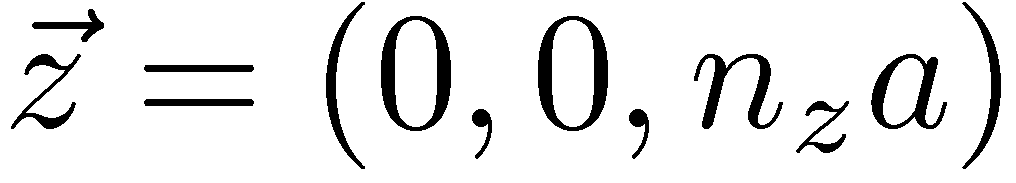 $\vec{z} = (0, 0, n_z a)$